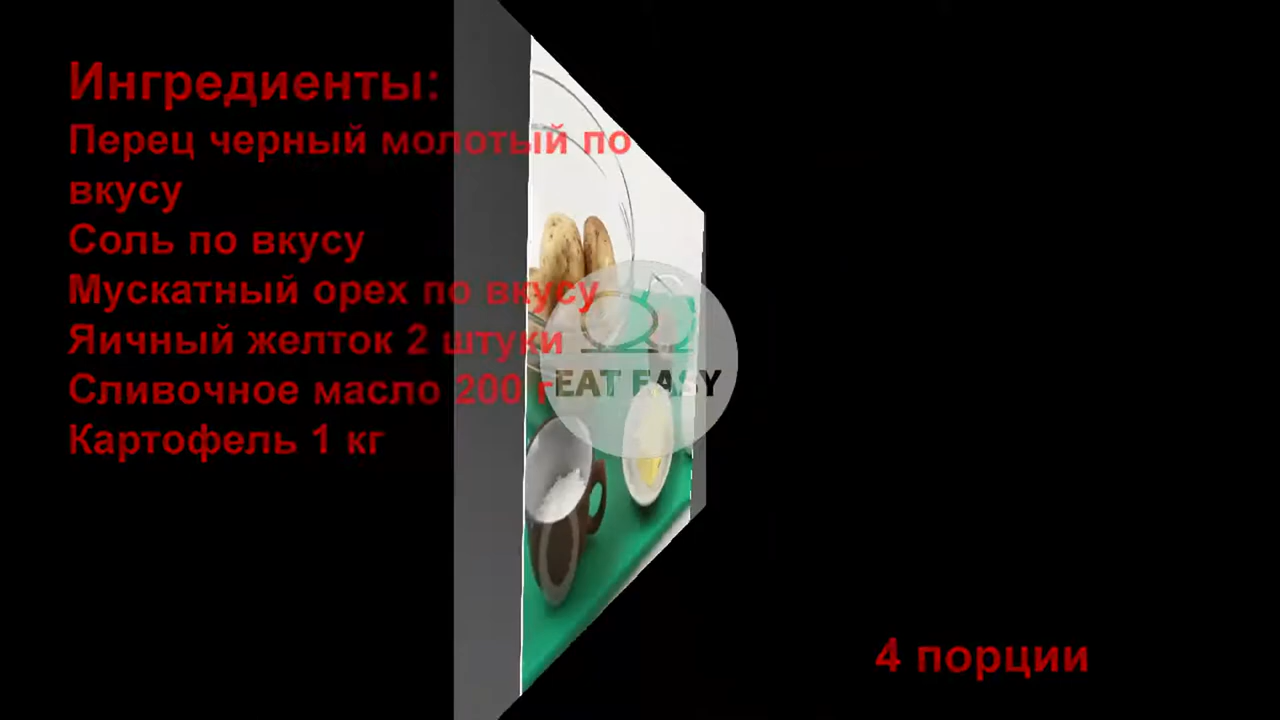 Ингредиенты:
Перец черный молотый по
вкусу
Соль по вкусу
Мускатный орех по вкусу
Яичный желток 2 штуки
Сливочное масло 200 г
Картофель 1 кг
EAT EASY
4 порции